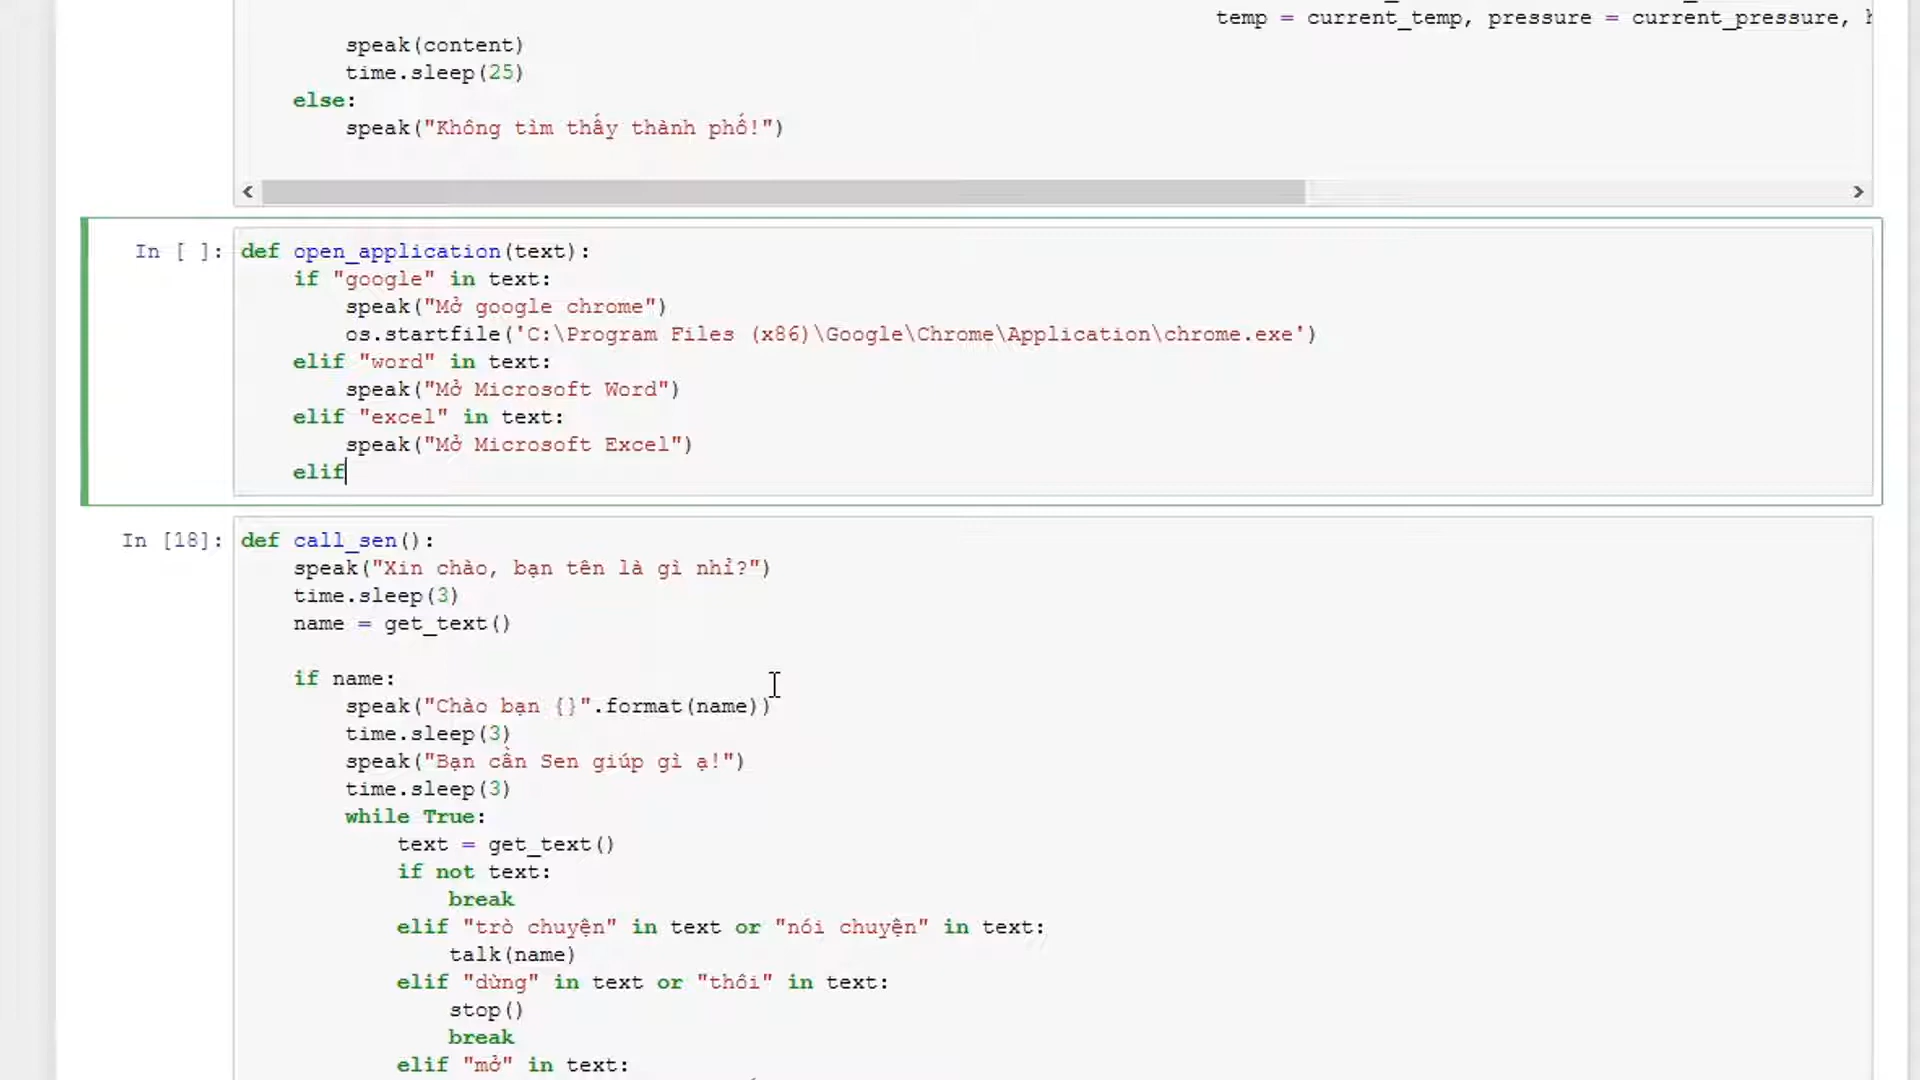 temp = current_temp, pressure = current_pressure,
speak(content)
time.sleep(25)
else:
speak("Không tìm thấy thành phố!")
In [ ]: def open_application(text):
if "google" in text:
speak("Mở google chrome")
os.startfile('C:\Program Files (x86)\Google\Chrome\Application\chrome.exe')
elif "word" in text:
speak("Mở Microsoft Word")
elif "excel" in text:
speak("Mở Microsoft Excel")
elif
In [18]: def call_sen():
speak("Xin chào, bạn tên là gì nhỉ?")
time.sleep(3)
name = get_text()
if name:
speak("Chào bạn {}".format(name))
time.sleep(3)
speak("Bạn cần Sen giúp gì ạ!")
time.sleep(3)
while True:
text = get_text()
if not text:
break
elif "trò chuyện" in text or "nói chuyện" in text:
talk(name)
elif "dừng" in text or "thôi" in text:
stop()
break
elif "mở" in text: